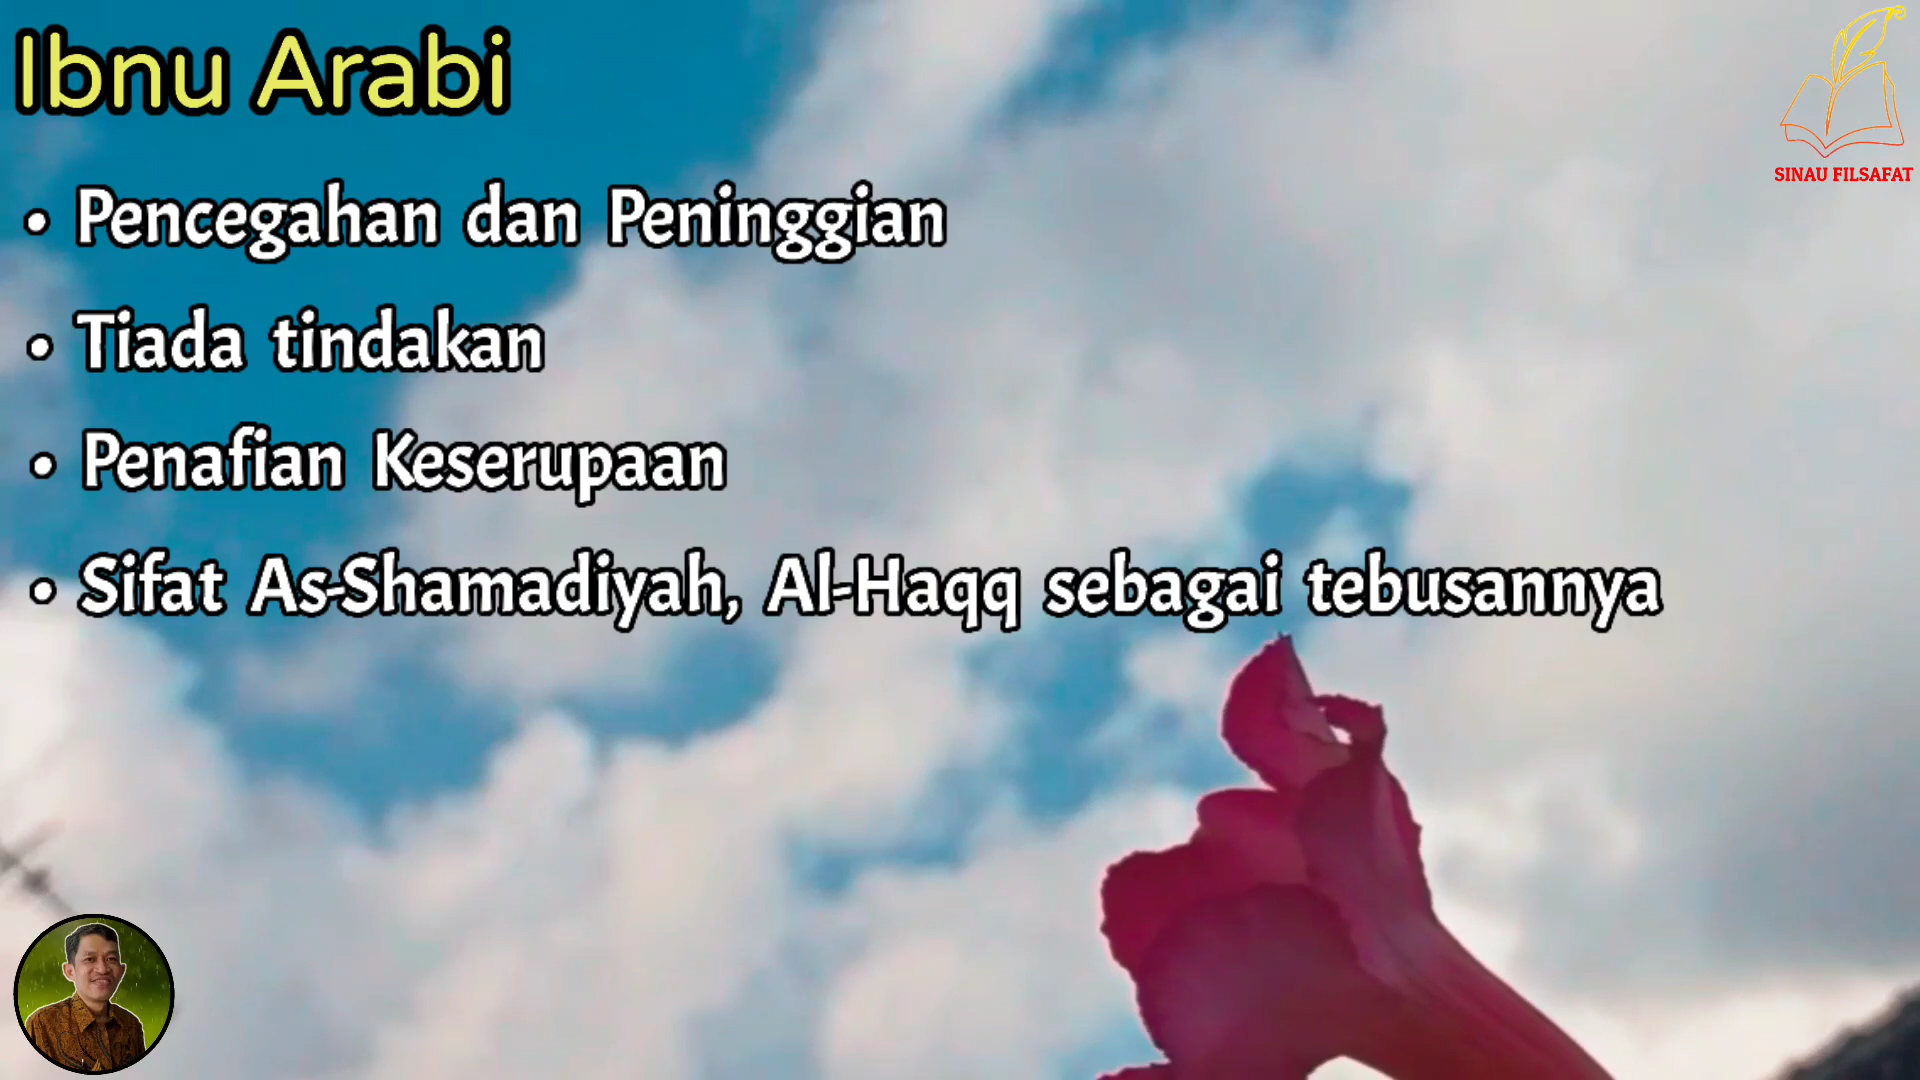 Ibnu Arabi
SINAU FILSAFAT
• Pencegahan dan Peninggian
• Tiada tindakan
• Penafian Keserupaan
• Sifat As-Shamadiyah, Al-Haqq sebagai tebusannya